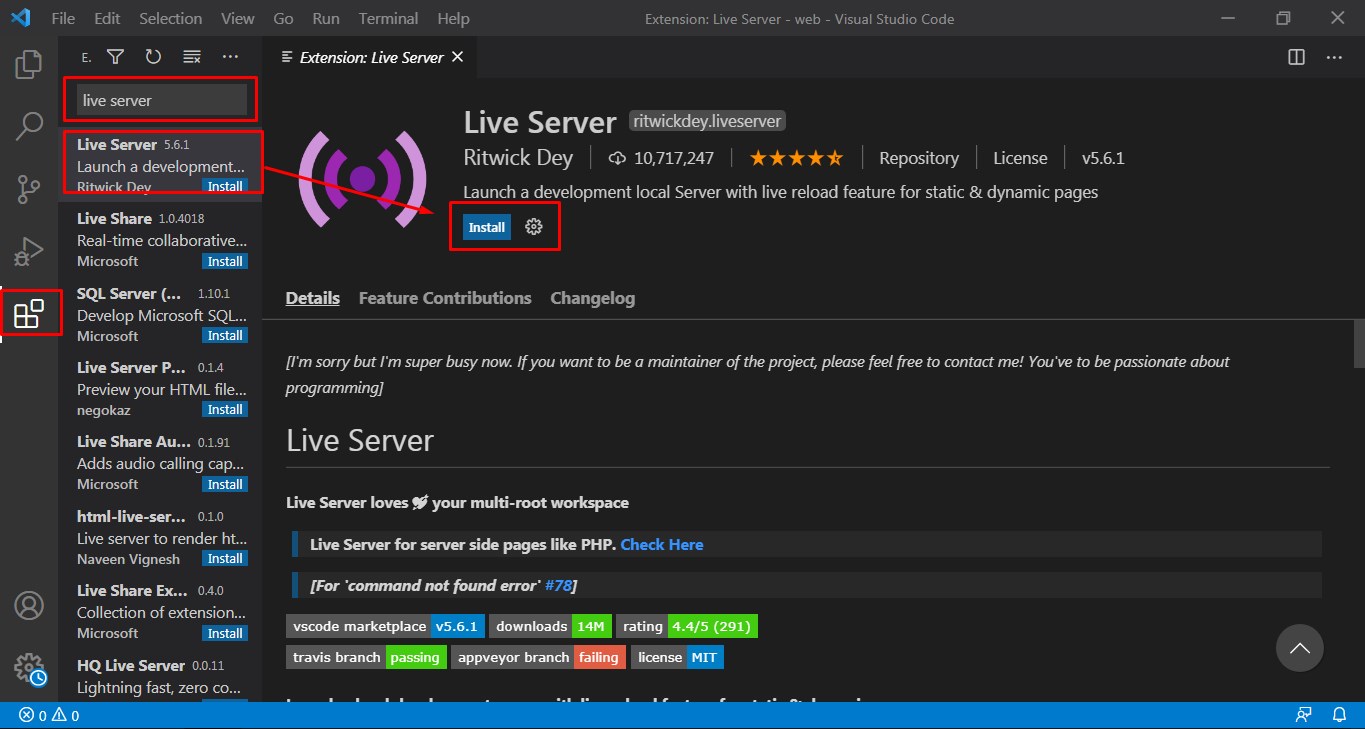 File Edit Selection View Go Run Terminal Help
Extension: Live Server - web - Visual Studio Code
E.
live server
Live Server 5.6.1
Launch a development...
Ritwick Dey Install
Live Share 1.0.4018
Real-time collaborative...
Microsoft Install
SQL Server (... 1.10.1
Develop Microsoft SQL...
Microsoft Install
Live Server P... 0.1.4
Preview your HTML file...
negokaz Install
Live Share Au... 0.1.91
Adds audio calling cap...
Microsoft Install
html-live-ser... 0.1.0
Live server to render ht...
Naveen Vignesh Install
Live Share Ex... 0.4.0
Collection of extension...
Microsoft Install
HQ Live Server 0.0.11
Lightning fast, zero co...
Extension: Live Server
Live Server ritwickdey.liveserver
Ritwick Dey 10,717,247 Repository License v5.6.1
Launch a development local Server with live reload feature for static & dynamic pages
Install
Details Feature Contributions Changelog
[I'm sorry but I'm super busy now. If you want to be a maintainer of the project, please feel free to contact me! You've to be passionate about
programming]
Live Server
Live Server loves 💘 your multi-root workspace
Live Server for server side pages like PHP. Check Here
[For `command not found error` #78]
vscode marketplace v5.6.1 downloads 14M rating 4.4/5 (291)
travis branch passing appveyor branch failing license MIT
0 0